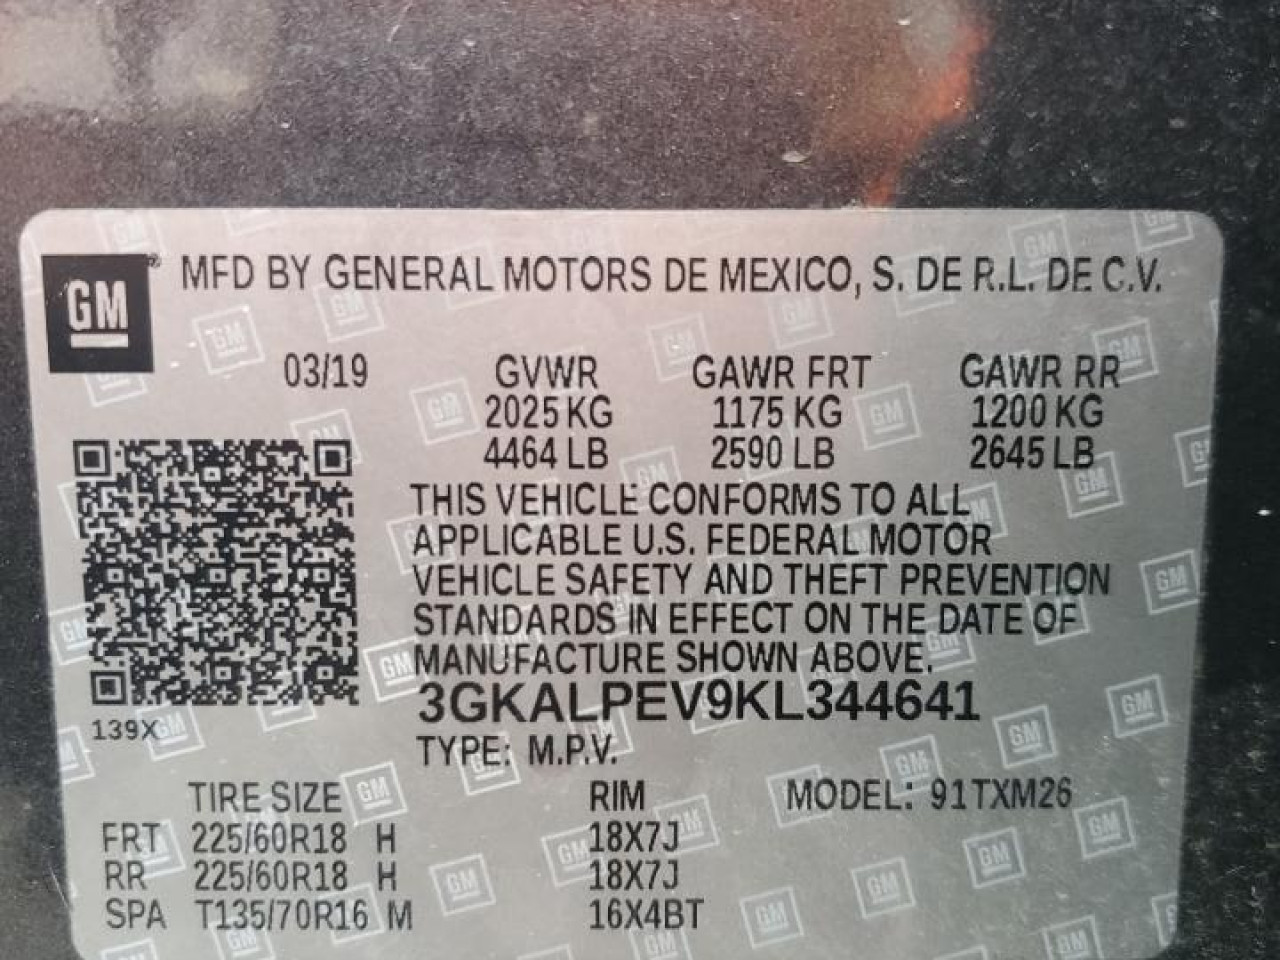 GM ® MFD BY GENERAL MOTORS DE MEXICO, S. DE R.L. DE C.V.
03/19 GVWR GAWR FRT GAWR RR
2025 KG 1175 KG 1200 KG
4464 LB 2590 LB 2645 LB
THIS VEHICLE CONFORMS TO ALL
APPLICABLE U.S. FEDERAL MOTOR
VEHICLE SAFETY AND THEFT PREVENTION
STANDARDS IN EFFECT ON THE DATE OF
MANUFACTURE SHOWN ABOVE.
3GKALPEV9KL344641
139X
TYPE: M.P.V.
TIRE SIZE RIM MODEL: 91TXM26
FRT 225/60R18 H 18X7J
RR 225/60R18 H 18X7J
SPA T135/70R16 M 16X4BT